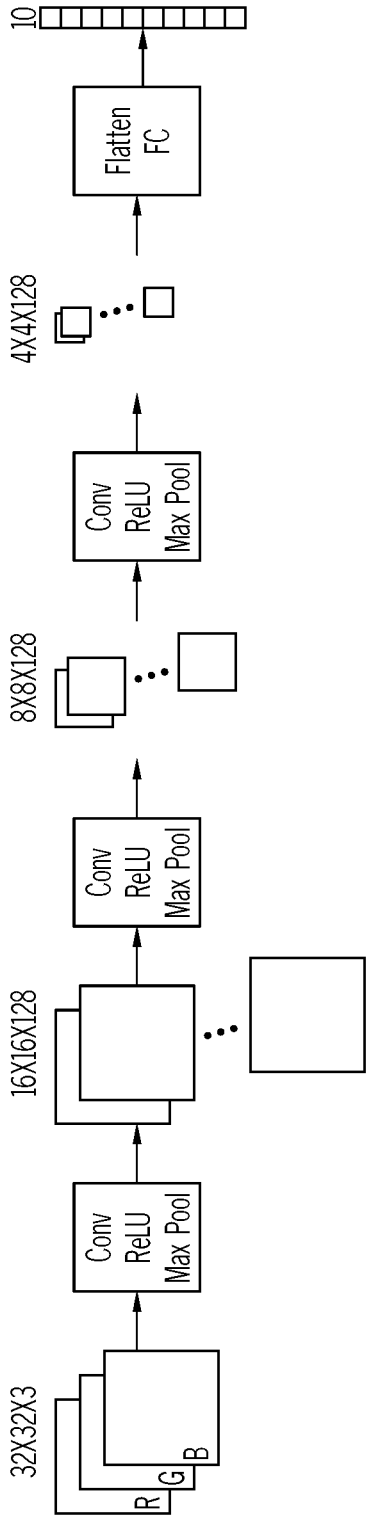 32X32X3
R
G
B
Conv
ReLU
Max Pool
16X16X128
Conv
ReLU
Max Pool
8X8X128
Conv
ReLU
Max Pool
4X4X128
Flatten
FC
10